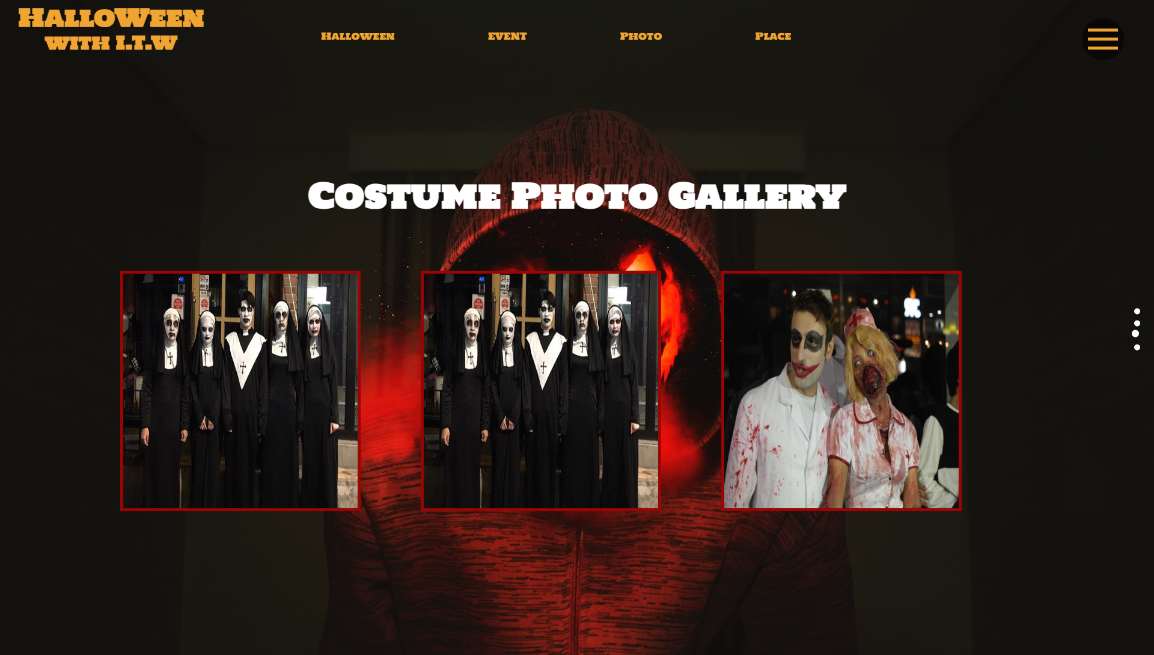 HalloWeen
with I.T.W
Halloween
EVENT
Photo
Place
Costume Photo Gallery